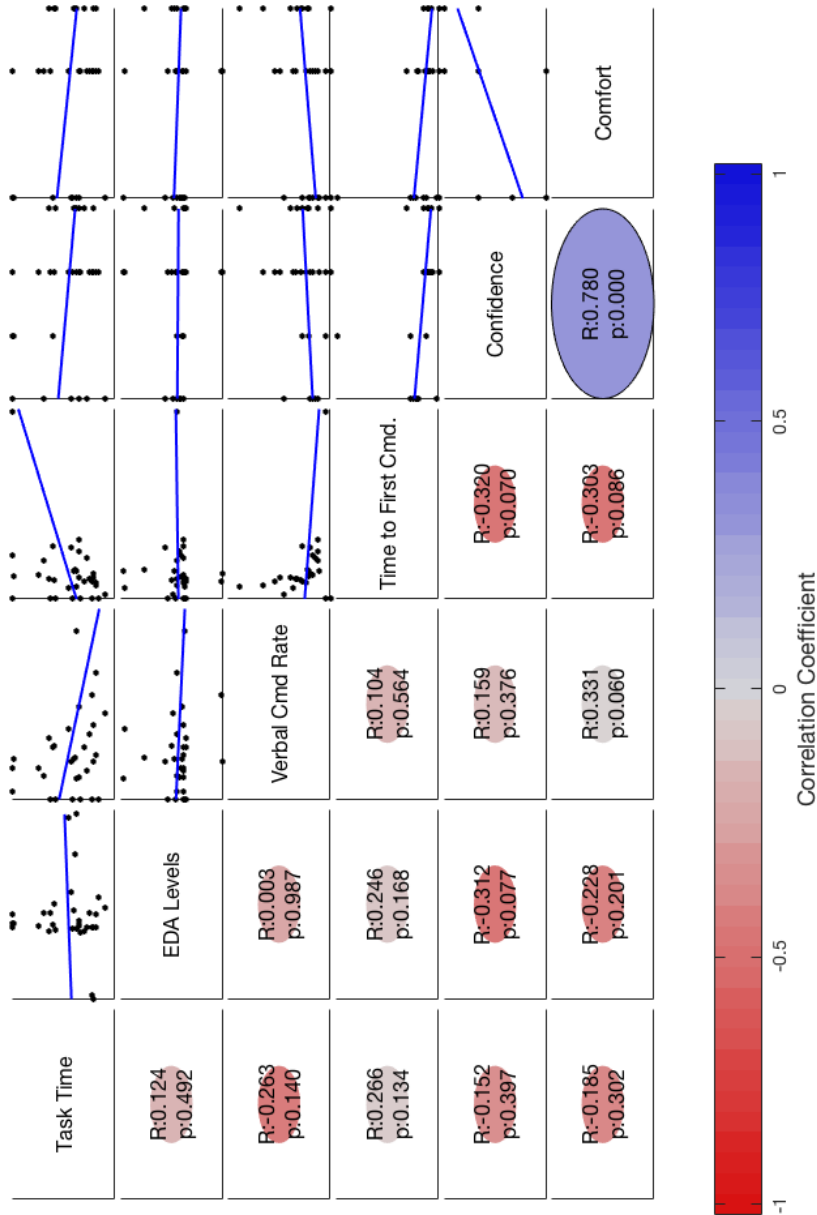 Task Time
R:0.124
p:0.492
EDA Levels
R:-0.263
p:0.140
R:0.003
p:0.987
Verbal Cmd Rate
R:0.266
p:0.134
R:0.246
p:0.168
R:0.104
p:0.564
Time to First Cmd.
R:-0.152
p:0.397
R:-0.312
p:0.077
R:0.159
p:0.376
R:-0.320
p:0.070
Confidence
R:-0.185
p:0.302
R:-0.228
p:0.201
R:0.331
p:0.060
R:-0.303
p:0.086
R:0.780
p:0.000
Comfort
-1 -0.5 0 0.5 1
Correlation Coefficient